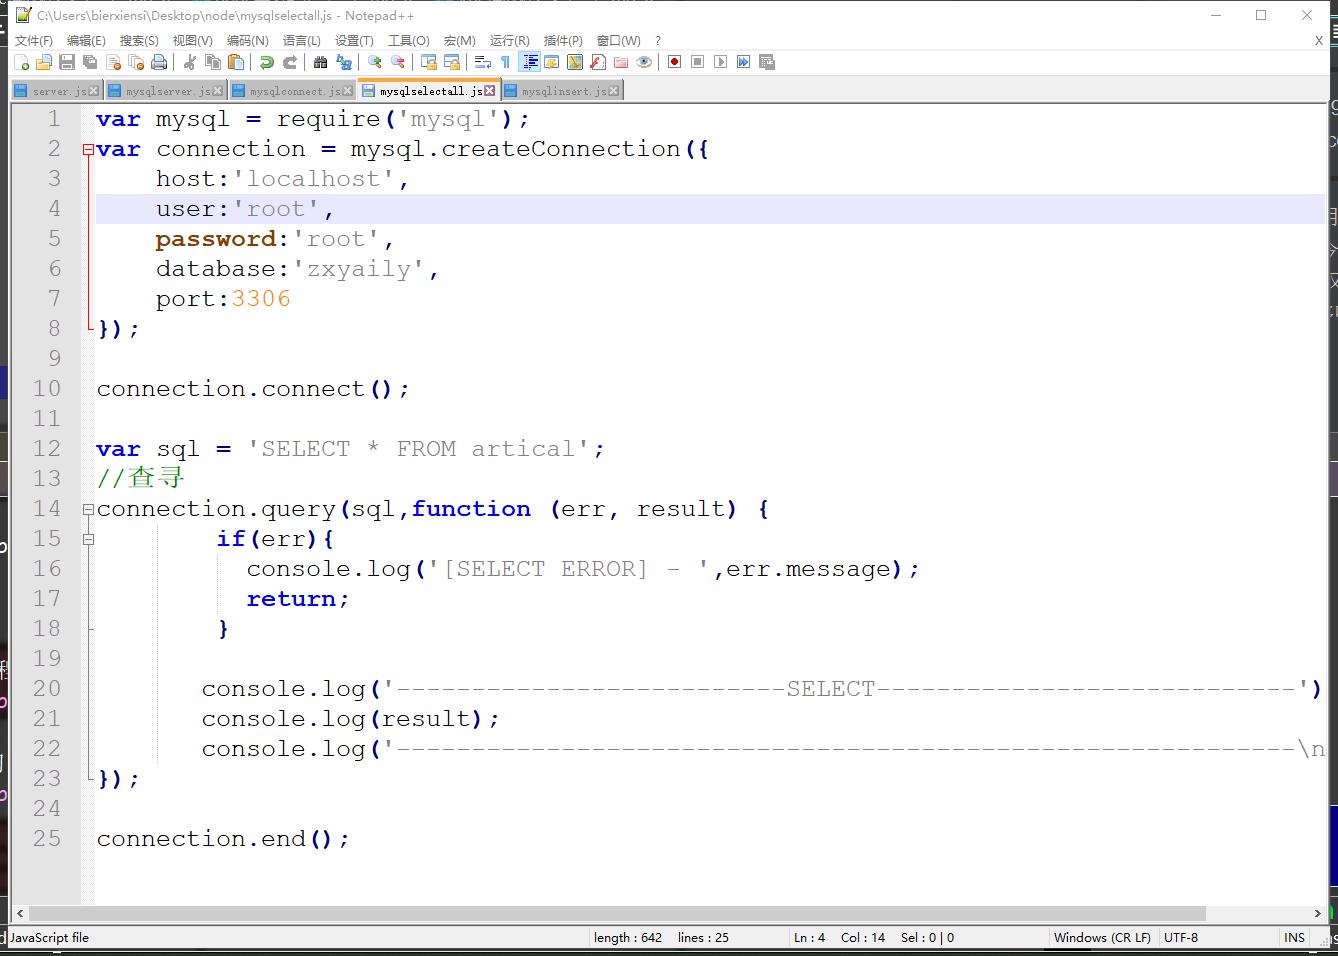 C:\Users\bierxiensi\Desktop\node\mysqlselectall.js - Notepad++
文件(F) 编辑(E) 搜索(S) 视图(V) 编码(N) 语言(L) 设置(T) 工具(O) 宏(M) 运行(R) 插件(P) 窗口(W) ? X
server.js mysqlserver.js mysqlconnect.js mysqlselectall.js mysqlinsert.js
1 var mysql = require('mysql');
2 var connection = mysql.createConnection({
3 host:'localhost',
4 user:'root',
5 password:'root',
6 database:'zxyaily',
7 port:3306
8 });
9
10 connection.connect();
11
12 var sql = 'SELECT * FROM artical';
13 //查寻
14 connection.query(sql,function (err, result) {
15 if(err){
16 console.log('[SELECT ERROR] - ',err.message);
17 return;
18 }
19
20 console.log('--------------------------SELECT----------------------------')
21 console.log(result);
22 console.log('------------------------------------------------------------\n
23 });
24
25 connection.end();
JavaScript file length : 642 lines : 25 Ln : 4 Col : 14 Sel : 0 | 0 Windows (CR LF) UTF-8 INS